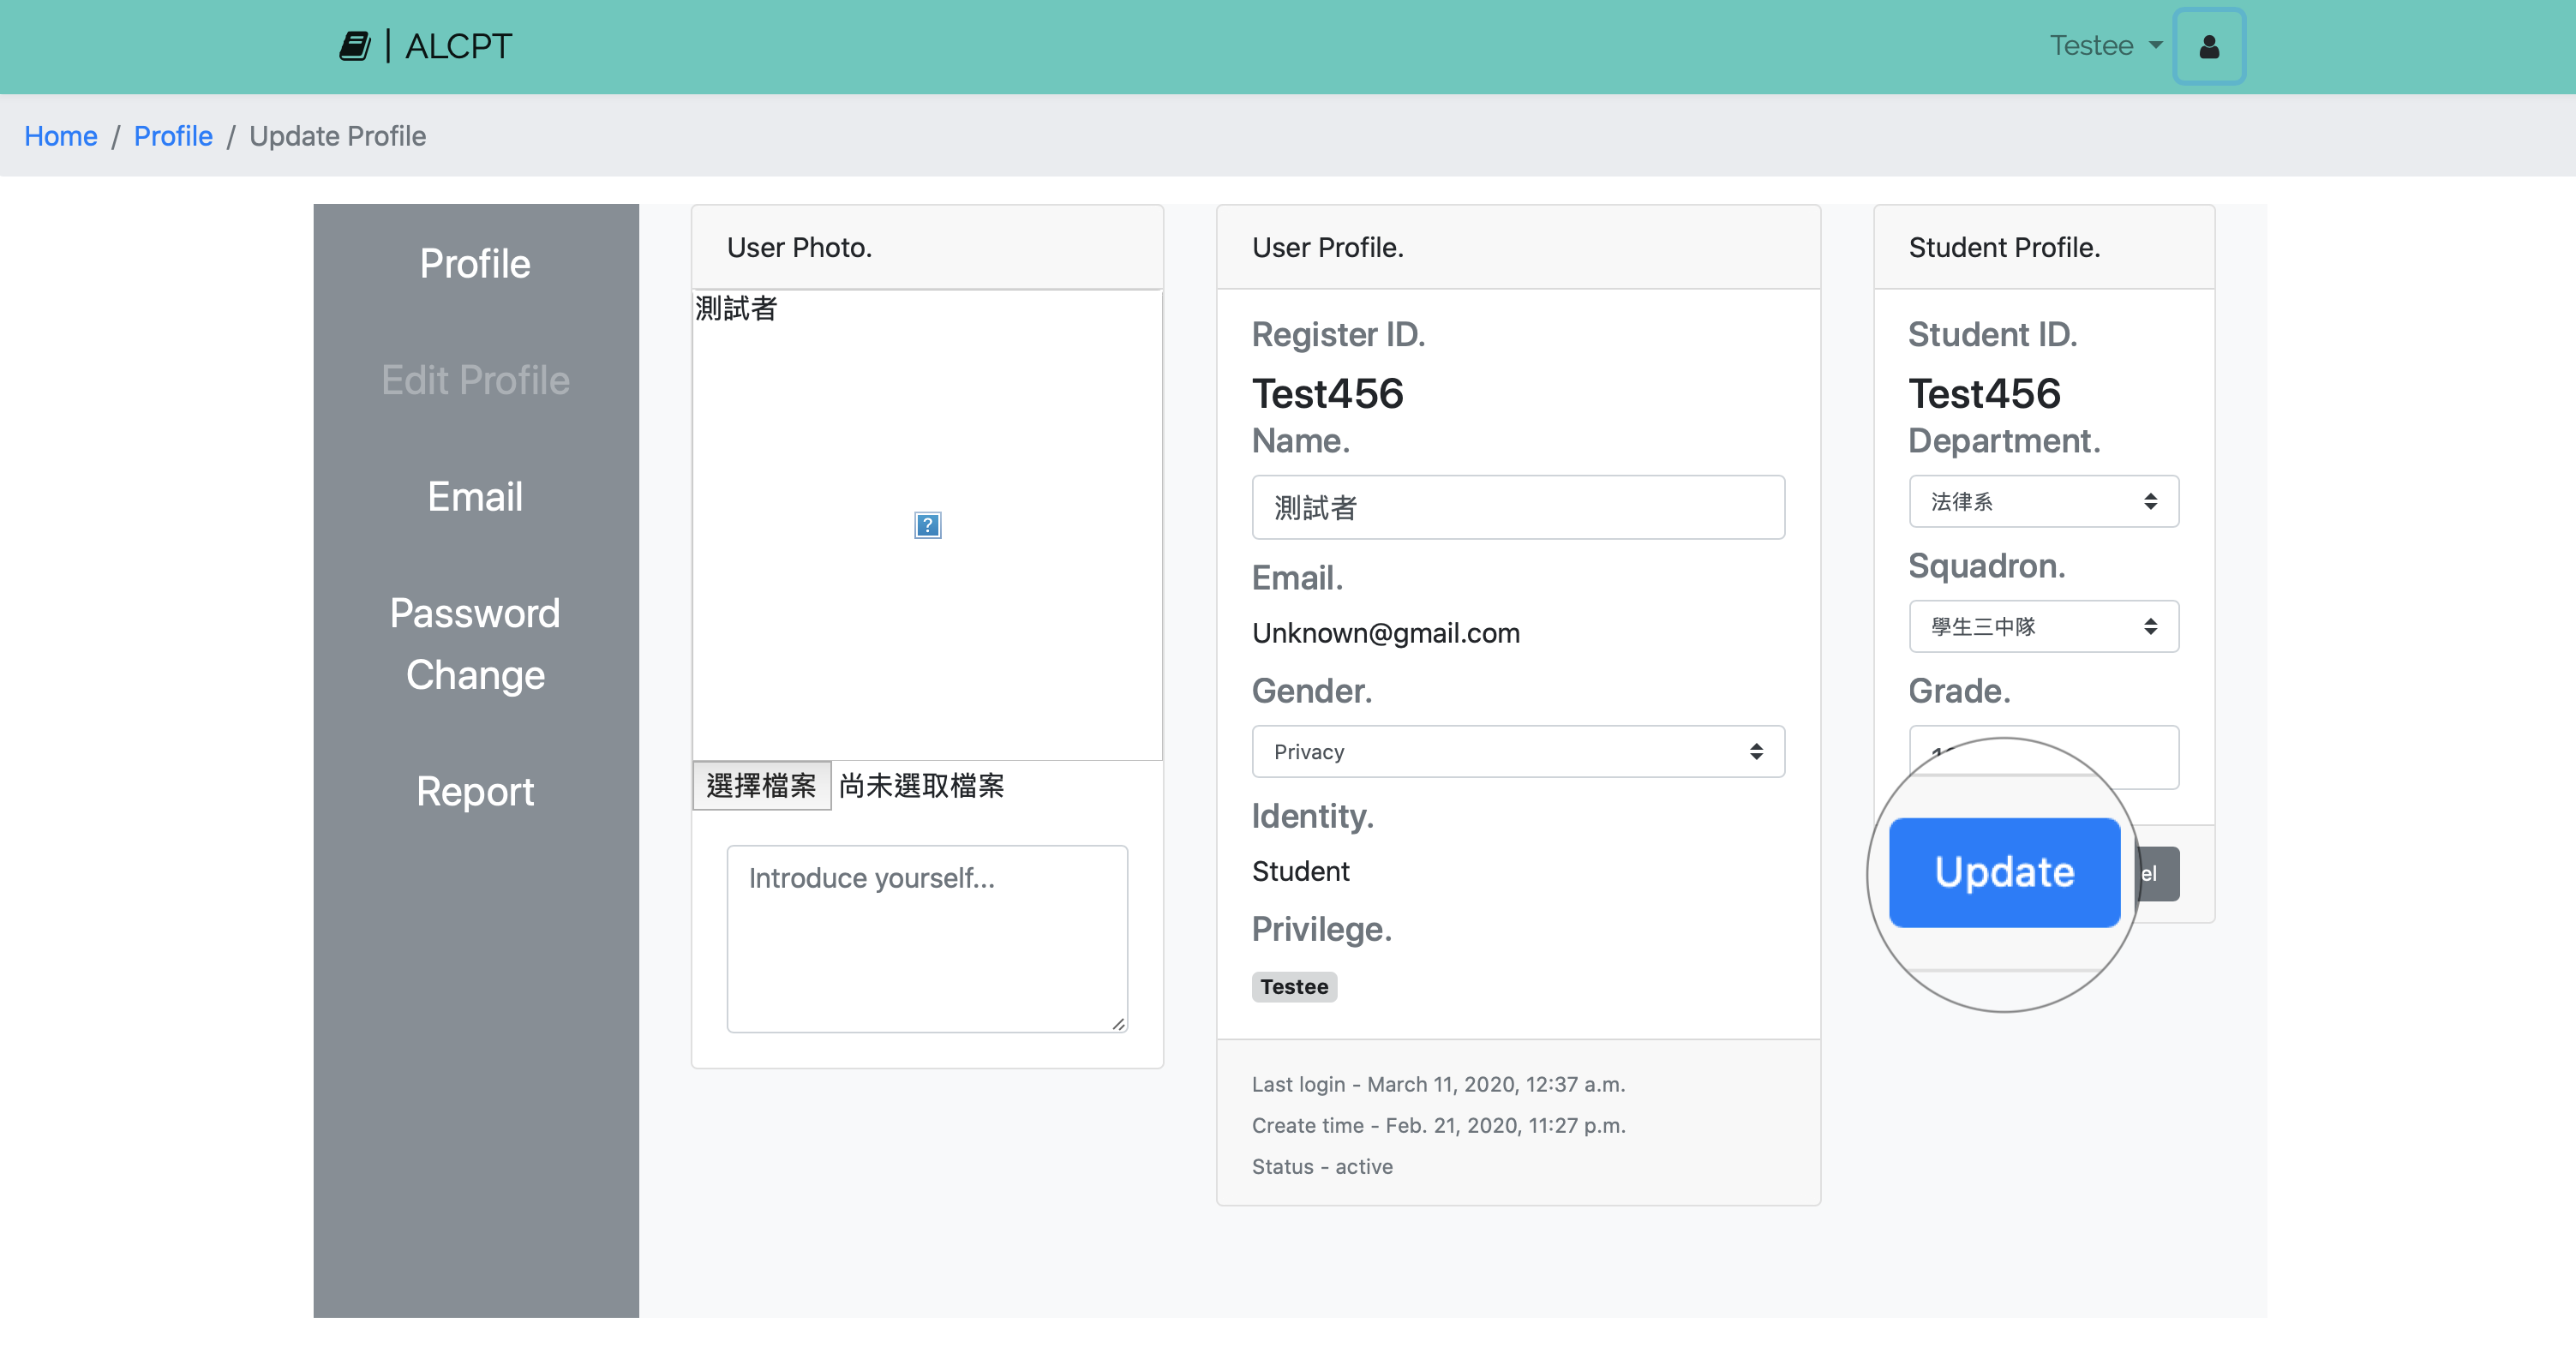 | ALCPT
Testee
Home / Profile / Update Profile
Profile
Edit Profile
Email
Password
Change
Report
User Photo.
測試者
選擇檔案 尚未選取檔案
Introduce yourself...
User Profile.
Register ID.
Test456
Name.
測試者
Email.
Unknown@gmail.com
Gender.
Privacy
Identity.
Student
Privilege.
Testee
Last login - March 11, 2020, 12:37 a.m.
Create time - Feb. 21, 2020, 11:27 p.m.
Status - active
Student Profile.
Student ID.
Test456
Department.
法律系
Squadron.
學生三中隊
Grade.
Update